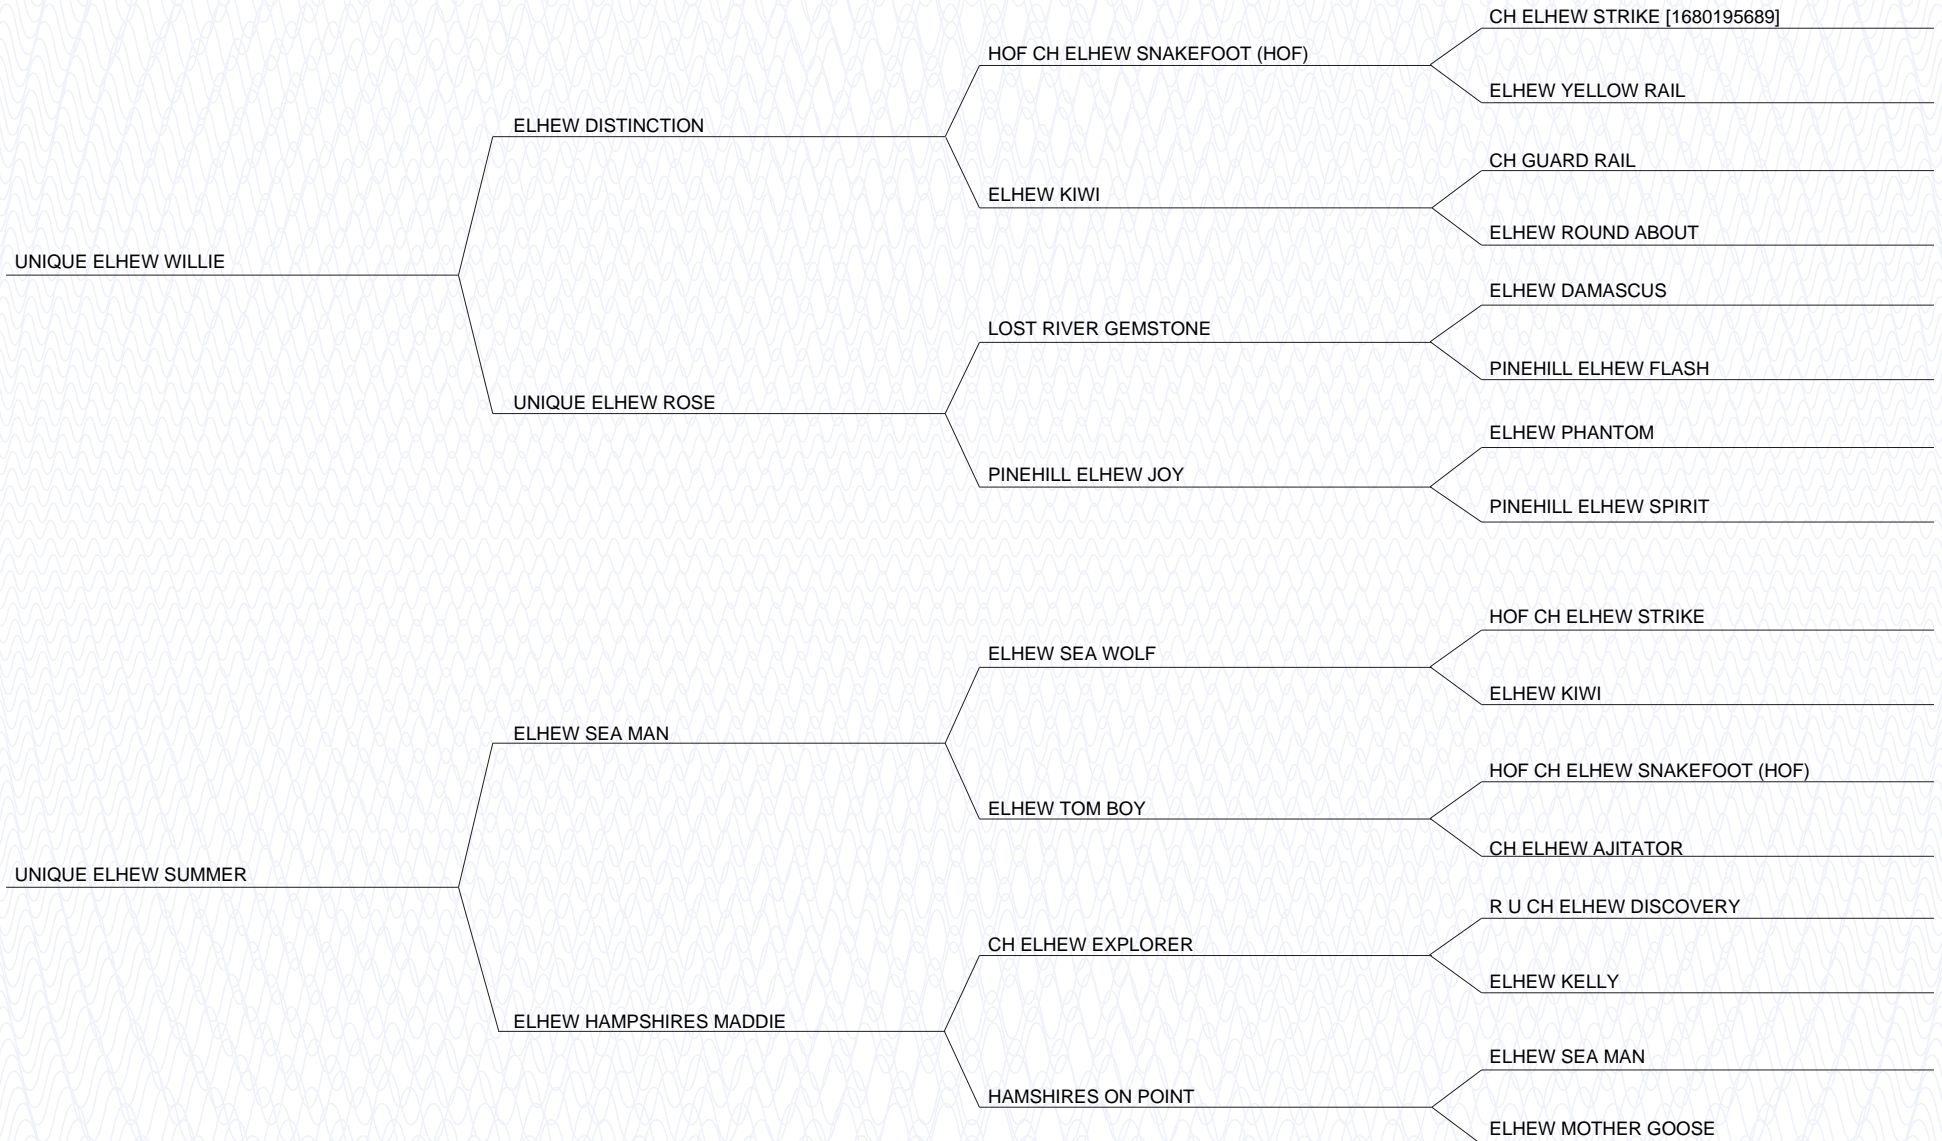 CH ELHEW STRIKE [1680195689]
HOF CH ELHEW SNAKEFOOT (HOF)
ELHEW YELLOW RAIL
ELHEW DISTINCTION
CH GUARD RAIL
ELHEW KIWI
ELHEW ROUND ABOUT
UNIQUE ELHEW WILLIE
ELHEW DAMASCUS
LOST RIVER GEMSTONE
PINEHILL ELHEW FLASH
UNIQUE ELHEW ROSE
ELHEW PHANTOM
PINEHILL ELHEW JOY
PINEHILL ELHEW SPIRIT
HOF CH ELHEW STRIKE
ELHEW SEA WOLF
ELHEW KIWI
ELHEW SEA MAN
HOF CH ELHEW SNAKEFOOT (HOF)
ELHEW TOM BOY
CH ELHEW AJITATOR
UNIQUE ELHEW SUMMER
R U CH ELHEW DISCOVERY
CH ELHEW EXPLORER
ELHEW KELLY
ELHEW HAMPSHIRES MADDIE
ELHEW SEA MAN
HAMSHIRES ON POINT
ELHEW MOTHER GOOSE